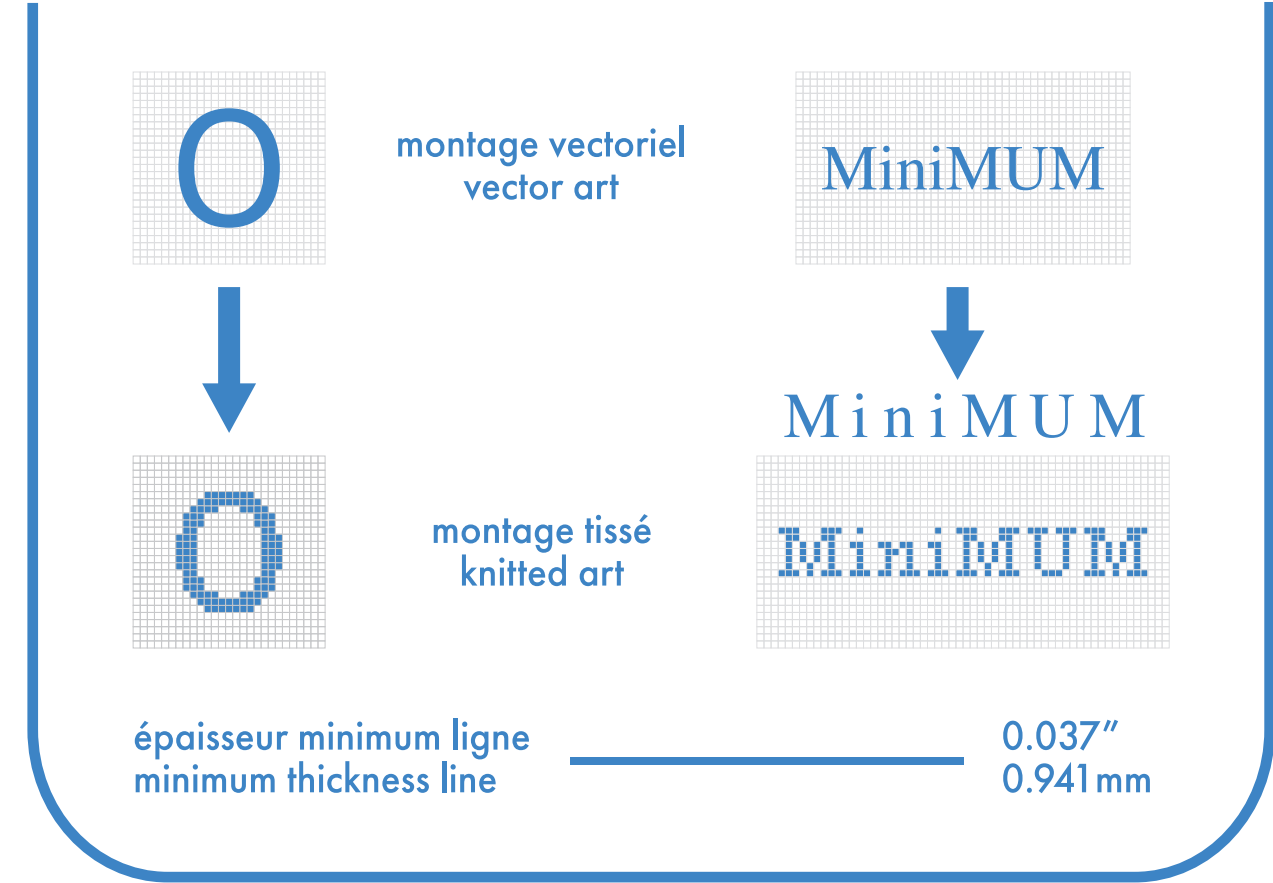 O
montage vectoriel
vector art
MiniMUM
MiniMUM
O
montage tissé
knitted art
MiniMUM
épaisseur minimum ligne
minimum thickness line
0.037"
0.941mm